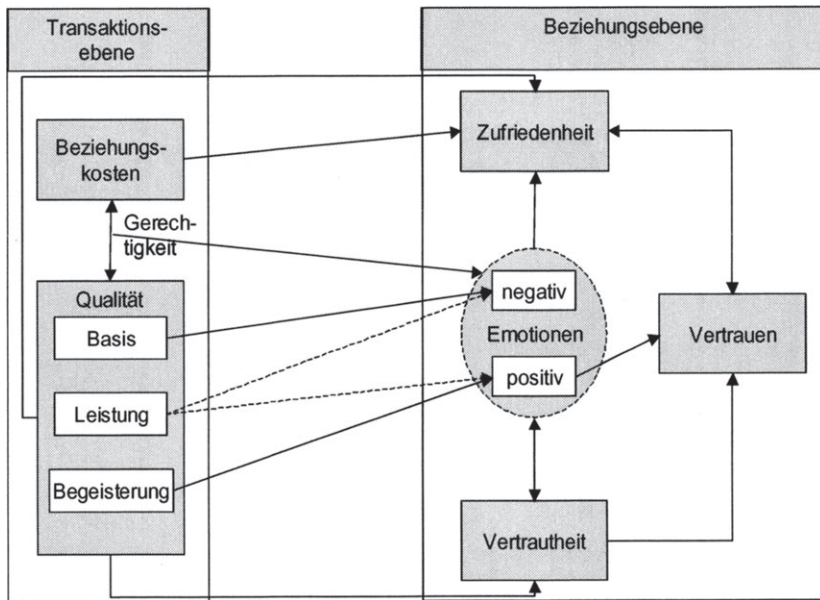 Transaktions-
ebene
Beziehungsebene
Beziehungs-
kosten
Zufriedenheit
Gerech-
tigkeit
Qualität
Basis
Leistung
Begeisterung
negativ
Emotionen
positiv
Vertrauen
Vertrautheit